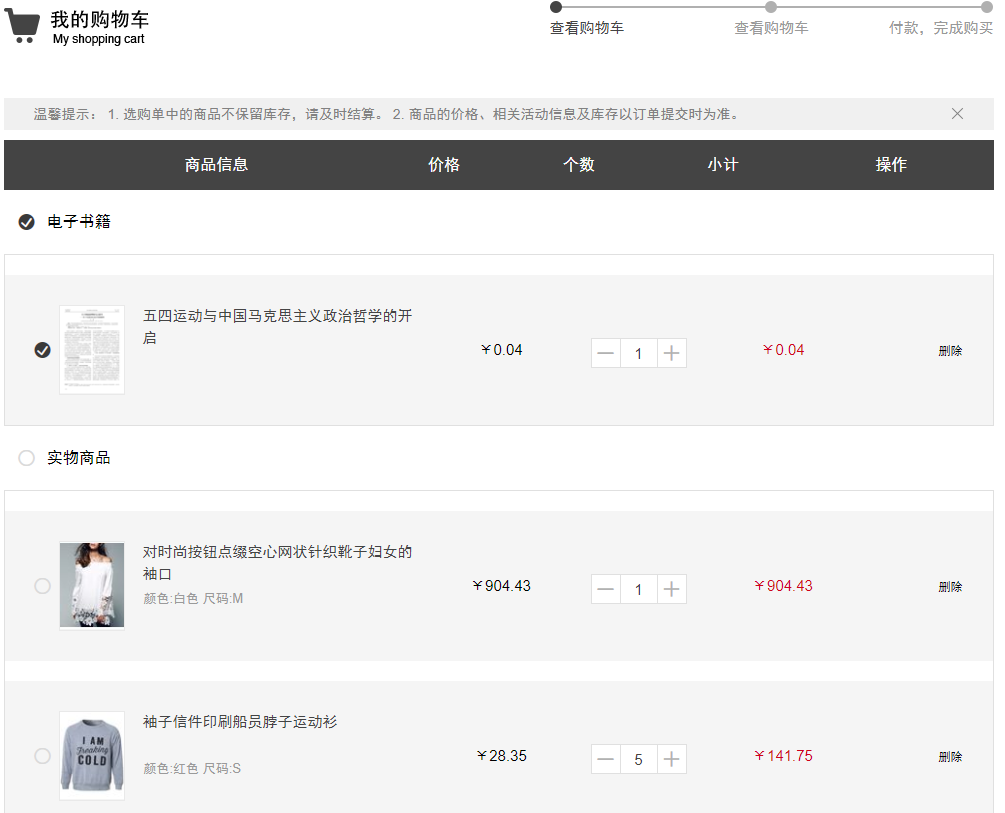 我的购物车
My shopping cart
查看购物车
查看购物车
付款，完成购买
温馨提示： 1. 选购单中的商品不保留库存，请及时结算。 2. 商品的价格、相关活动信息及库存以订单提交时为准。
商品信息 价格 个数 小计 操作
电子书籍
五四运动与中国马克思主义政治哲学的开
启
￥0.04 1 ￥0.04 删除
实物商品
对时尚按钮点缀空心网状针织靴子妇女的
袖口
颜色:白色 尺码:M
￥904.43 1 ￥904.43 删除
袖子信件印刷船员脖子运动衫
颜色:红色 尺码:S
I AM
Freaking
COLD
￥28.35 5 ￥141.75 删除